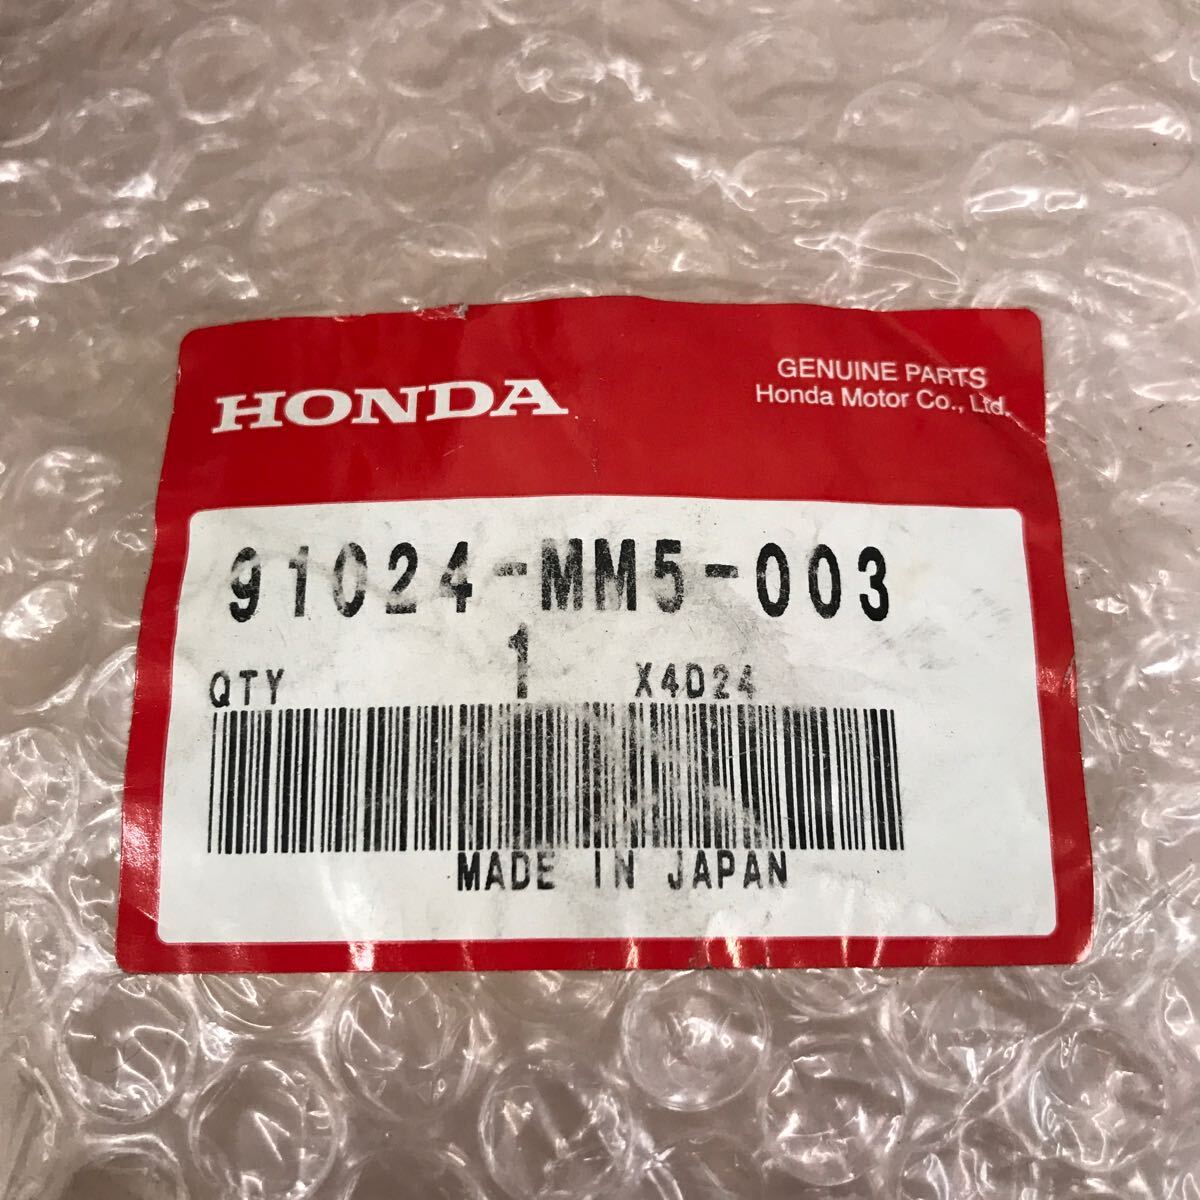 HONDA
GENUINE PARTS
Honda Motor Co., Ltd.
91024-MM5-003
QTY 1 X4D24
MADE IN JAPAN